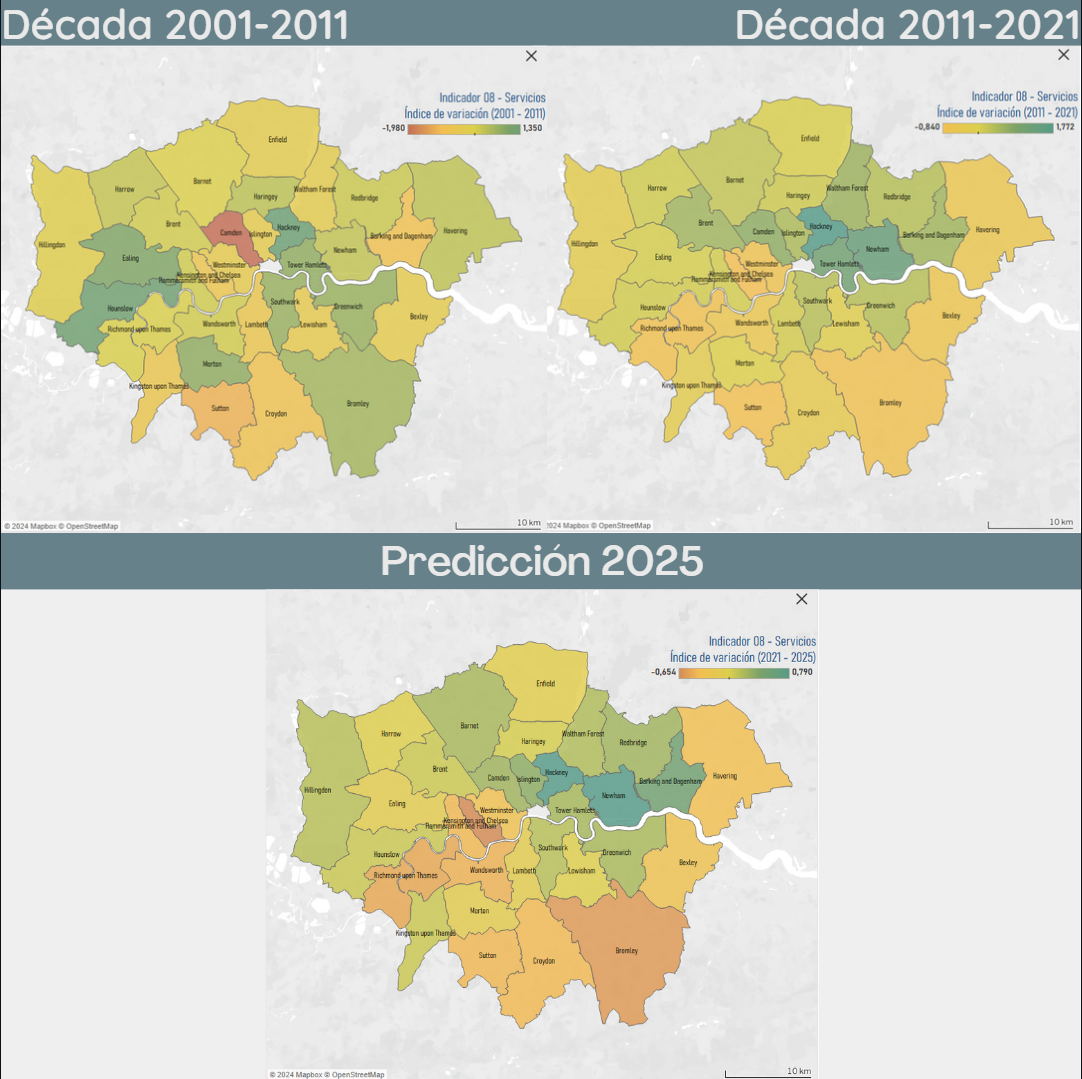 Década 2001-2011
Década 2011-2021
Indicador 08 - Servicios
Índice de variación (2001 - 2011)
-1,980 1,350
Enfield
Barnet
Harrow
Haringey
Waltham Forest
Redbridge
Havering
Brent
Camden
Islington
Hackney
Barking and Dagenham
Hillingdon
Ealing
Newham
Westminster
Tower Hamlets
Kensington and Chelsea
Hammersmith and Fulham
Hounslow
Southwark
Greenwich
Bexley
Richmond upon Thames
Wandsworth
Lambeth
Lewisham
Merton
Kingston upon Thames
Sutton
Croydon
Bromley
© 2024 Mapbox © OpenStreetMap
10 km
Indicador 08 - Servicios
Índice de variación (2011 - 2021)
-0,840 1,772
Enfield
Barnet
Harrow
Haringey
Waltham Forest
Redbridge
Havering
Brent
Camden
Islington
Hackney
Barking and Dagenham
Hillingdon
Ealing
Newham
Westminster
Tower Hamlets
Kensington and Chelsea
Hammersmith and Fulham
Hounslow
Southwark
Greenwich
Bexley
Richmond upon Thames
Wandsworth
Lambeth
Lewisham
Merton
Kingston upon Thames
Sutton
Croydon
Bromley
2024 Mapbox © OpenStreetMap
10 km
Predicción 2025
Indicador 08 - Servicios
Índice de variación (2021 - 2025)
-0,654 0,790
Enfield
Barnet
Harrow
Haringey
Waltham Forest
Redbridge
Havering
Brent
Camden
Islington
Hackney
Barking and Dagenham
Hillingdon
Ealing
Newham
Westminster
Tower Hamlets
Kensington and Chelsea
Hammersmith and Fulham
Hounslow
Southwark
Greenwich
Bexley
Richmond upon Thames
Wandsworth
Lambeth
Lewisham
Merton
Kingston upon Thames
Sutton
Croydon
Bromley
© 2024 Mapbox © OpenStreetMap
10 km